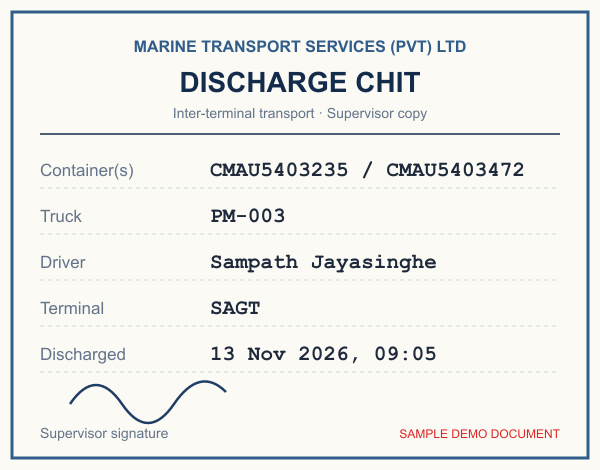 MARINE TRANSPORT SERVICES (PVT) LTD
DISCHARGE CHIT
Inter-terminal transport · Supervisor copy
Container(s) CMAU5403235 / CMAU5403472
Truck PM-003
Driver Sampath Jayasinghe
Terminal SAGT
Discharged 13 Nov 2026, 09:05
Supervisor signature SAMPLE DEMO DOCUMENT